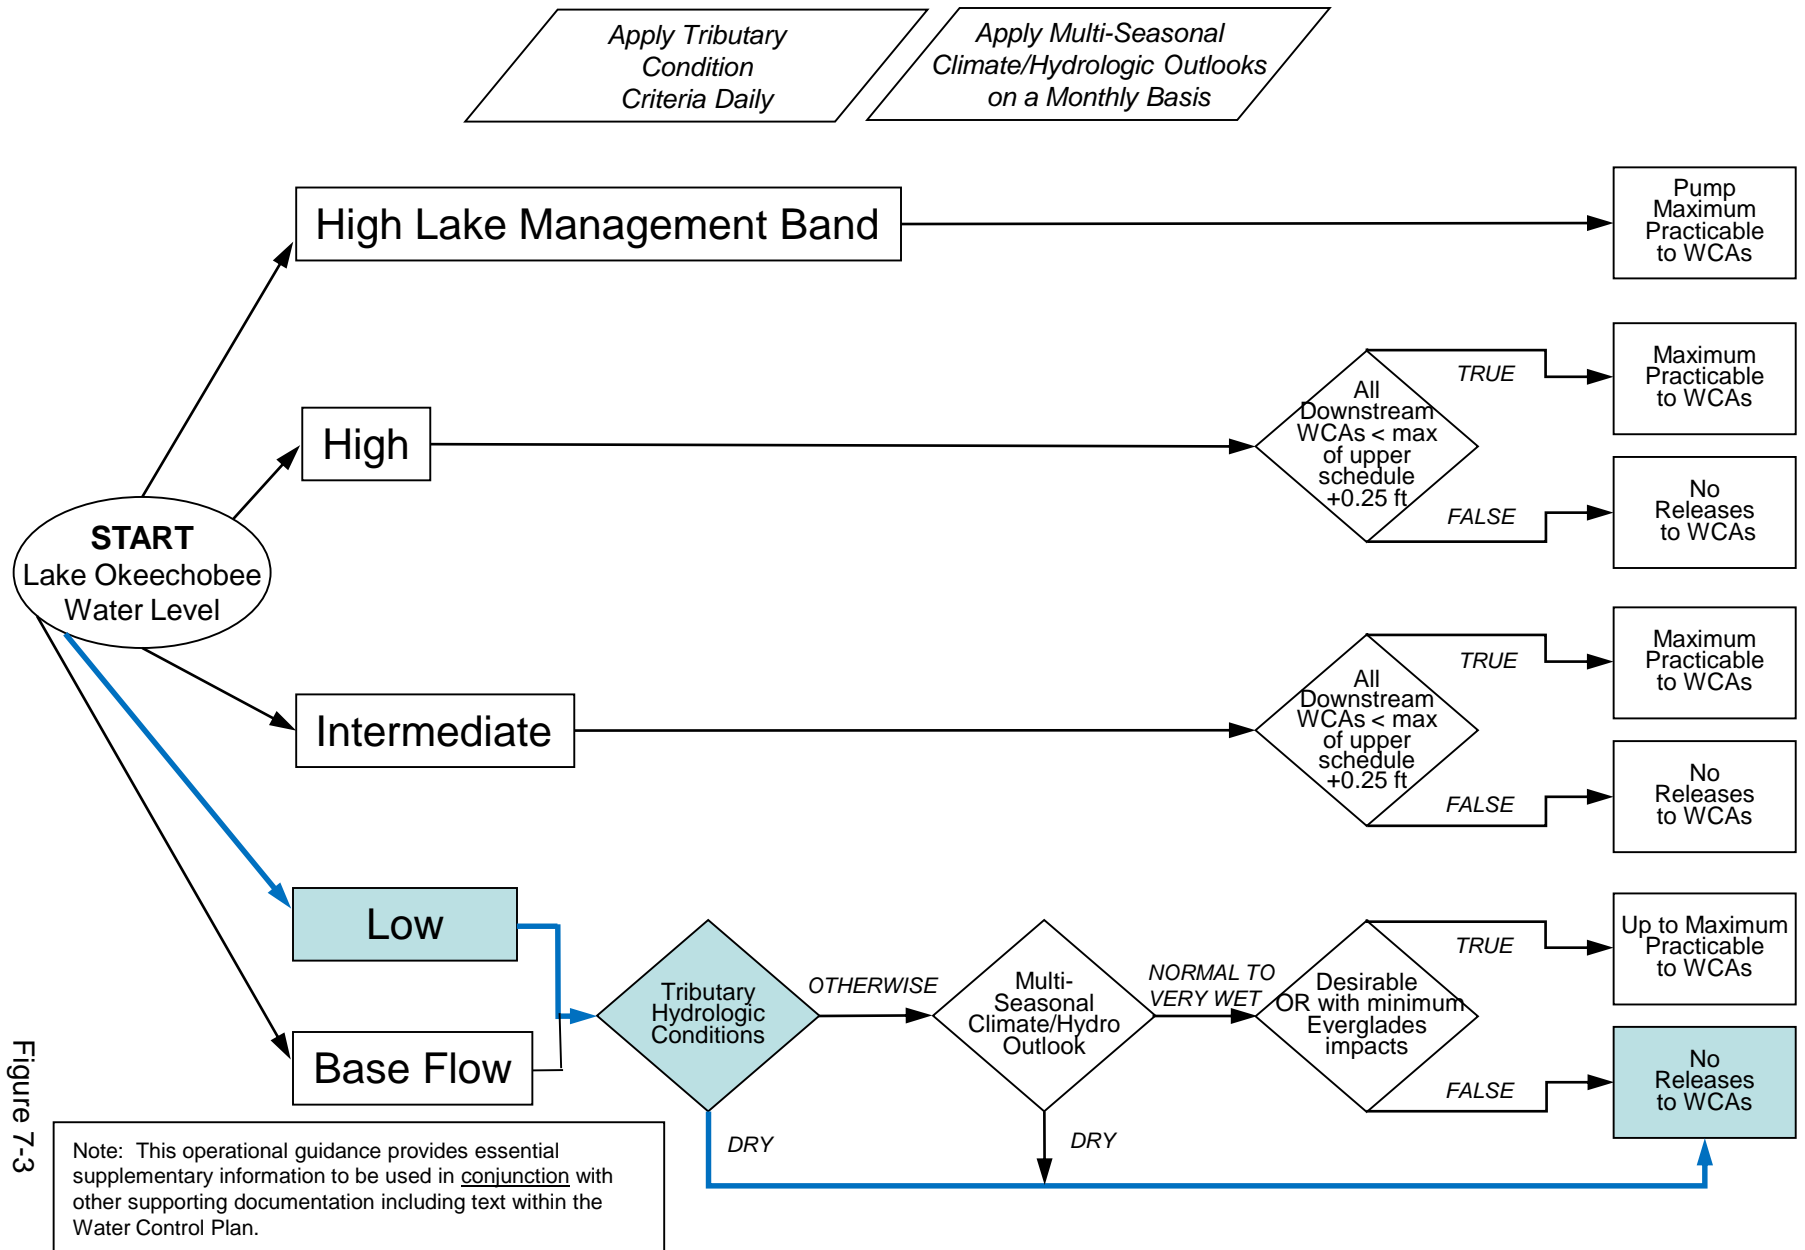 Apply Tributary
Condition
Criteria Daily
Apply Multi-Seasonal
Climate/Hydrologic Outlooks
on a Monthly Basis
High Lake Management Band
Pump
Maximum
Practicable
to WCAs
High
All
Downstream
WCAs < max
of upper
schedule
+0.25 ft
TRUE
Maximum
Practicable
to WCAs
FALSE
No
Releases
to WCAs
START
Lake Okeechobee
Water Level
Intermediate
All
Downstream
WCAs < max
of upper
schedule
+0.25 ft
TRUE
Maximum
Practicable
to WCAs
FALSE
No
Releases
to WCAs
Low
Base Flow
Tributary
Hydrologic
Conditions
OTHERWISE
DRY
Multi-
Seasonal
Climate/Hydro
Outlook
NORMAL TO
VERY WET
DRY
Desirable
OR with minimum
Everglades
impacts
TRUE
Up to Maximum
Practicable
to WCAs
FALSE
No
Releases
to WCAs
Figure 7-3
Note:  This operational guidance provides essential
supplementary information to be used in conjunction with
other supporting documentation including text within the
Water Control Plan.